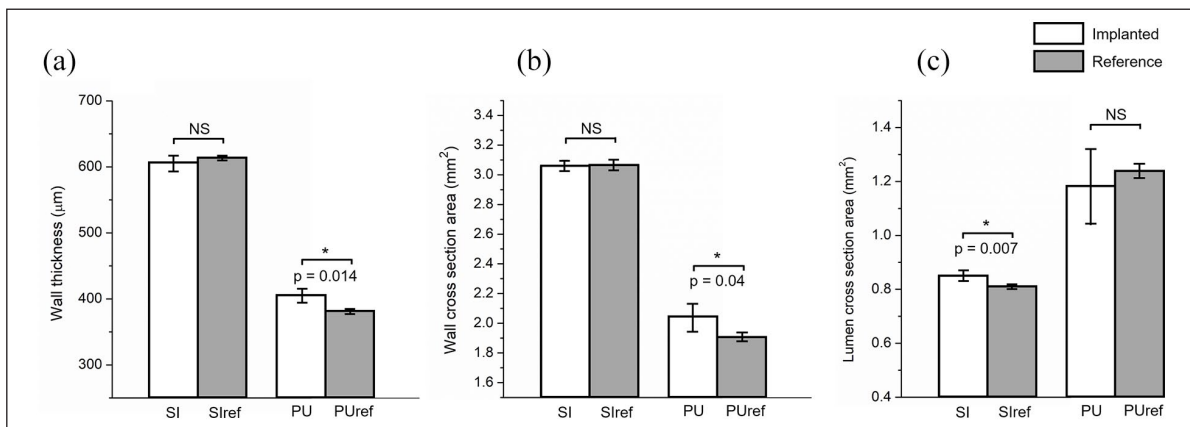 Implanted
Reference
(a)
(b)
(c)
Wall thickness (μm)
700
600
500
400
300
NS
*
p = 0.014
SI SIref PU PUref
Wall cross section area (mm²)
3.4
3.2
3.0
2.8
2.6
2.4
2.2
2.0
1.8
1.6
NS
*
p = 0.04
SI SIref PU PUref
Lumen cross section area (mm²)
1.4
1.2
1.0
0.8
0.6
0.4
*
p = 0.007
NS
SI SIref PU PUref